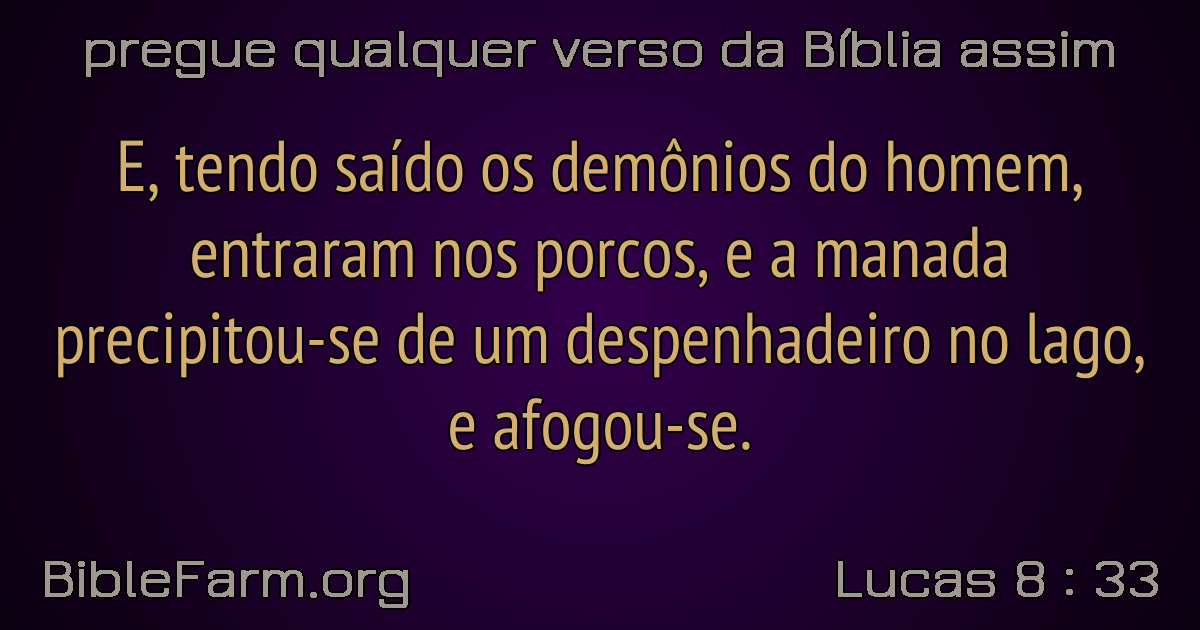 pregue qualquer verso da Bíblia assim
E, tendo saído os demônios do homem,
entraram nos porcos, e a manada
precipitou-se de um despenhadeiro no lago,
e afogou-se.
BibleFarm.org
Lucas 8 : 33